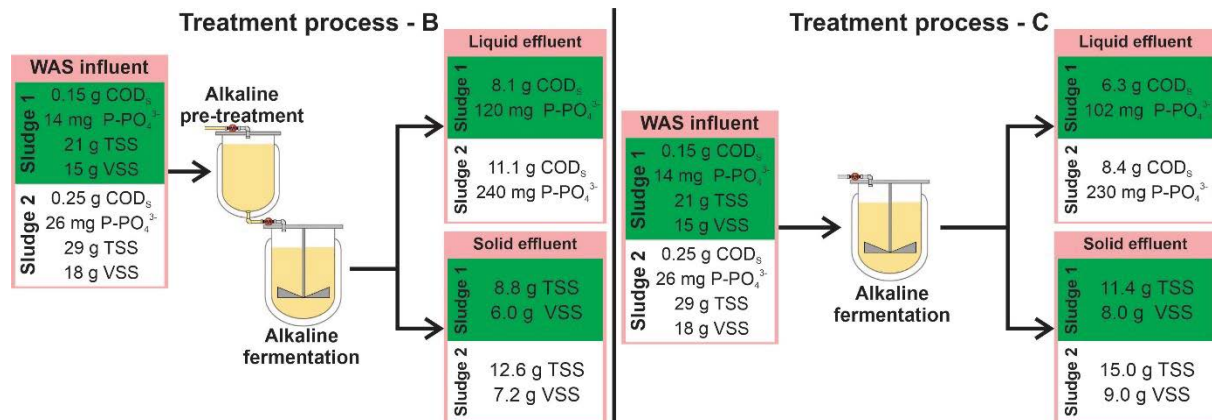 Treatment process - B
WAS influent
Sludge 1
0.15 g CODₛ
14 mg P-PO₄³⁻
21 g TSS
15 g VSS
Sludge 2
0.25 g CODₛ
26 mg P-PO₄³⁻
29 g TSS
18 g VSS
Alkaline
pre-treatment
Alkaline
fermentation
Liquid effluent
Sludge 1
8.1 g CODₛ
120 mg P-PO₄³⁻
Sludge 2
11.1 g CODₛ
240 mg P-PO₄³⁻
Solid effluent
Sludge 1
8.8 g TSS
6.0 g VSS
Sludge 2
12.6 g TSS
7.2 g VSS
Treatment process - C
WAS influent
Sludge 1
0.15 g CODₛ
14 mg P-PO₄³⁻
21 g TSS
15 g VSS
Sludge 2
0.25 g CODₛ
26 mg P-PO₄³⁻
29 g TSS
18 g VSS
Alkaline
fermentation
Liquid effluent
Sludge 1
6.3 g CODₛ
102 mg P-PO₄³⁻
Sludge 2
8.4 g CODₛ
230 mg P-PO₄³⁻
Solid effluent
Sludge 1
11.4 g TSS
8.0 g VSS
Sludge 2
15.0 g TSS
9.0 g VSS